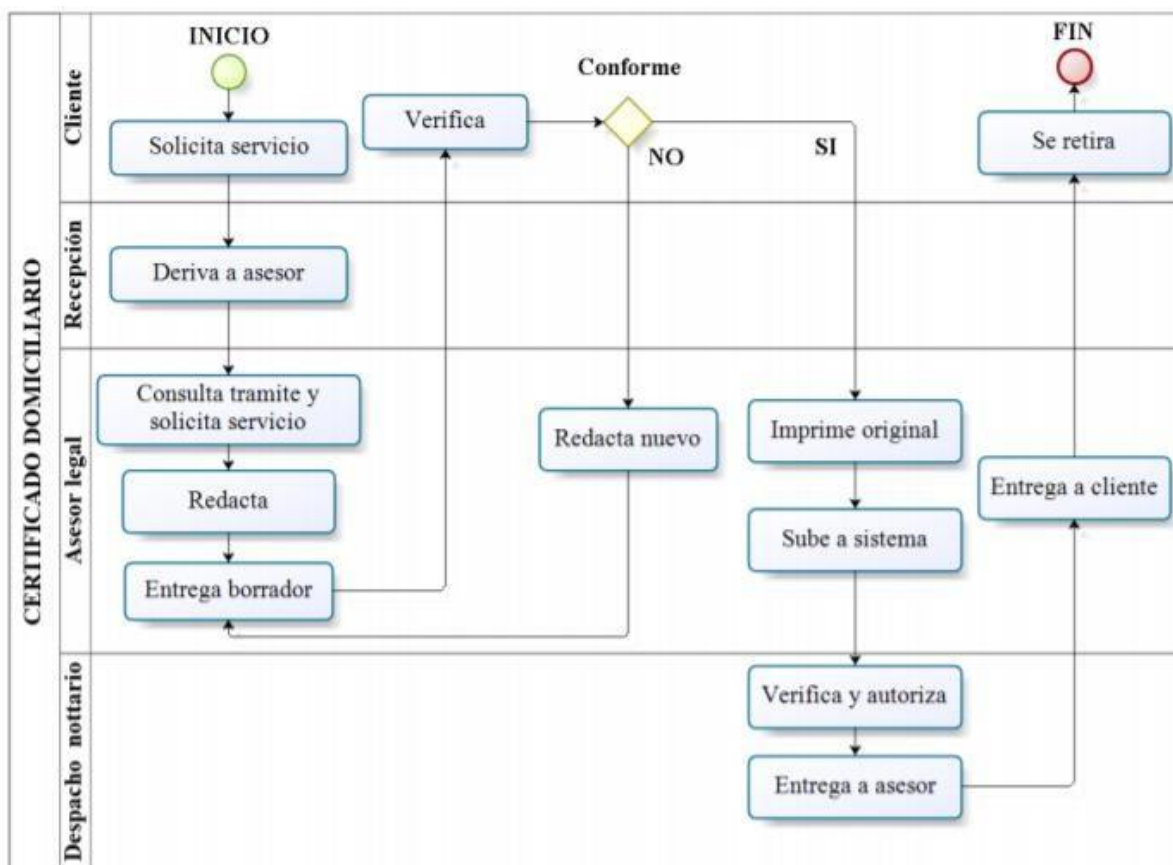 CERTIFICADO DOMICILIARIO
Cliente
INICIO
Solicita servicio
Verifica
Conforme
NO
SI
FIN
Se retira
Recepción
Deriva a asesor
Asesor legal
Consulta tramite y
solicita servicio
Redacta
Entrega borrador
Redacta nuevo
Imprime original
Sube a sistema
Entrega a cliente
Despacho nottario
Verifica y autoriza
Entrega a asesor